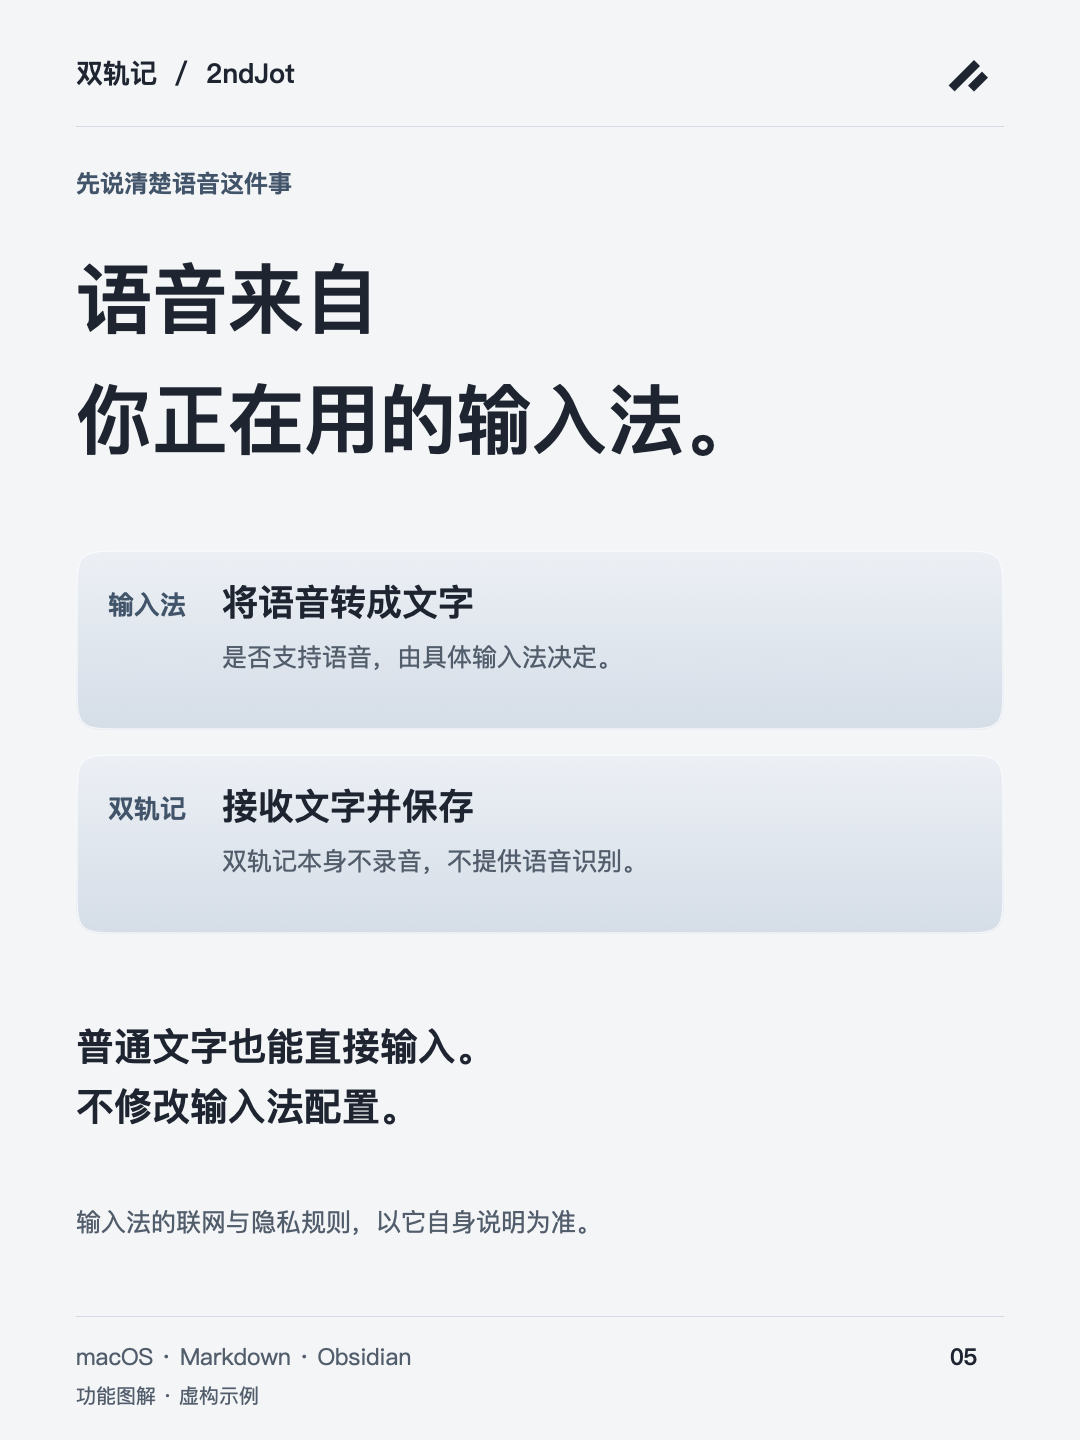 双轨记 / 2ndJot
先说清楚语音这件事
语音来自
你正在用的输入法。
输入法 将语音转成文字
是否支持语音，由具体输入法决定。
双轨记 接收文字并保存
双轨记本身不录音，不提供语音识别。
普通文字也能直接输入。
不修改输入法配置。
输入法的联网与隐私规则，以它自身说明为准。
macOS · Markdown · Obsidian 05
功能图解 · 虚构示例